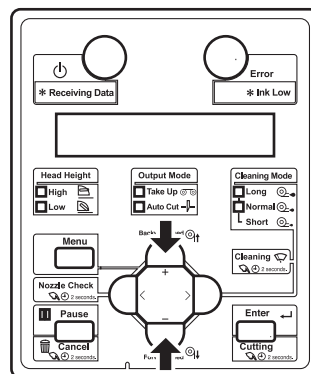 Error
* Receiving Data
* Ink Low
Head Height
High
Low
Output Mode
Take Up
Auto Cut
Cleaning Mode
Long
Normal
Short
Menu
Cleaning
2 seconds.
Nozzle Check
2 seconds.
Pause
Cancel
2 seconds.
+
< >
−
Enter
Cutting
2 seconds.